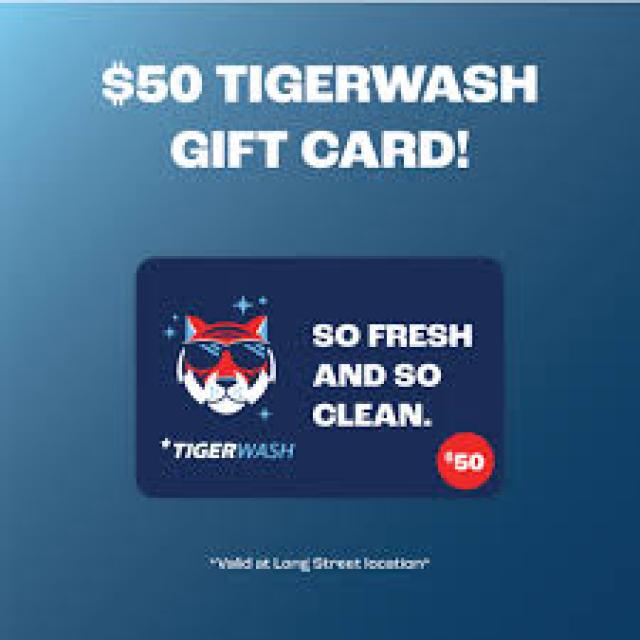 $50 TIGERWASH
GIFT CARD!
SO FRESH
AND SO
CLEAN.
TIGERWASH
$50
*Valid at Long Street location*